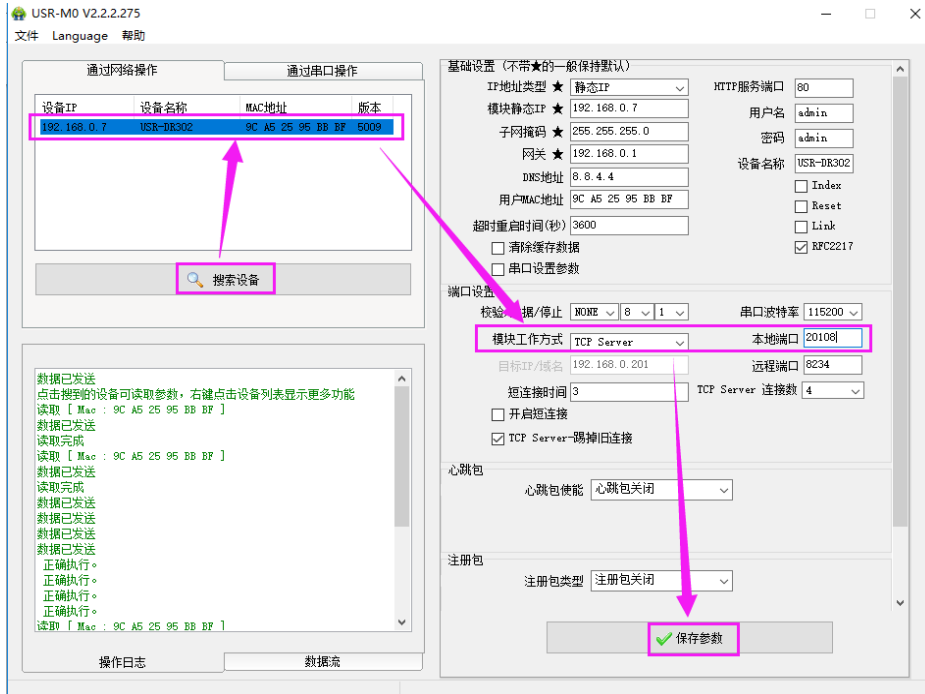 USR-M0 V2.2.2.275
文件 Language 帮助
通过网络操作 通过串口操作
设备IP 设备名称 MAC地址 版本
192.168.0.7 USR-DR302 9C A5 25 95 BB BF 5009
搜索设备
数据已发送
点击搜到的设备可读取参数，右键点击设备列表显示更多功能
读取 [ Mac : 9C A5 25 95 BB BF ]
数据已发送
读取完成
读取 [ Mac : 9C A5 25 95 BB BF ]
数据已发送
读取完成
数据已发送
数据已发送
数据已发送
数据已发送
正确执行。
正确执行。
正确执行。
正确执行。
读取 [ Mac : 9C A5 25 95 BB BF ]
操作日志 数据流
基础设置 (不带★的一般保持默认)
IP地址类型 ★ 静态IP HTTP服务端口 80
模块静态IP ★ 192.168.0.7 用户名 admin
子网掩码 ★ 255.255.255.0 密码 admin
网关 ★ 192.168.0.1 设备名称 USR-DR302
DNS地址 8.8.4.4 Index
用户MAC地址 9C A5 25 95 BB BF Reset
超时重启时间(秒) 3600 Link
清除缓存数据 RFC2217
串口设置参数
端口设置
校验/数据/停止 NONE 8 1 串口波特率 115200
模块工作方式 TCP Server 本地端口 20108
目标IP/域名 192.168.0.201 远程端口 8234
短连接时间 3 TCP Server 连接数 4
开启短连接
TCP Server-踢掉旧连接
心跳包
心跳包使能 心跳包关闭
注册包
注册包类型 注册包关闭
保存参数